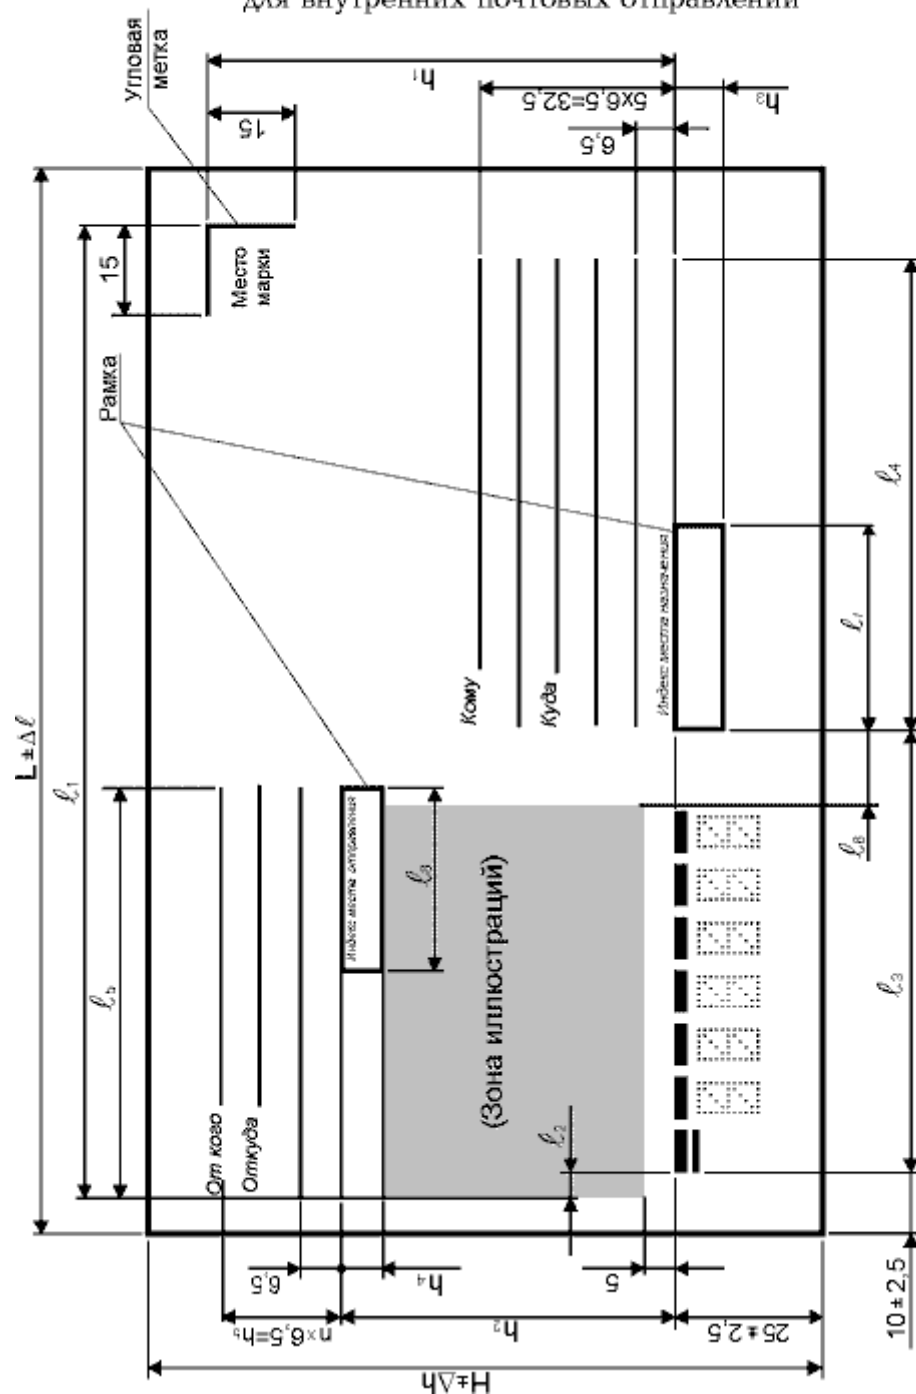 для внутренних почтовых отправлений
Угловая
метка
L±Δℓ
ℓ₁
15
15
h₁
5x6,5=32,5
6,5
h₃
Место
марки
Рамка
ℓ₅
От кого
Откуда
Индекс места отправления
ℓ₈
(Зона иллюстраций)
ℓ₂
Кому
Куда
Индекс места назначения
ℓ₄
ℓ₇
ℓ₆
ℓ₃
10±2,5
6,5
h₄
5
n×6,5=h₅
h₂
25±2,5
H±Δh